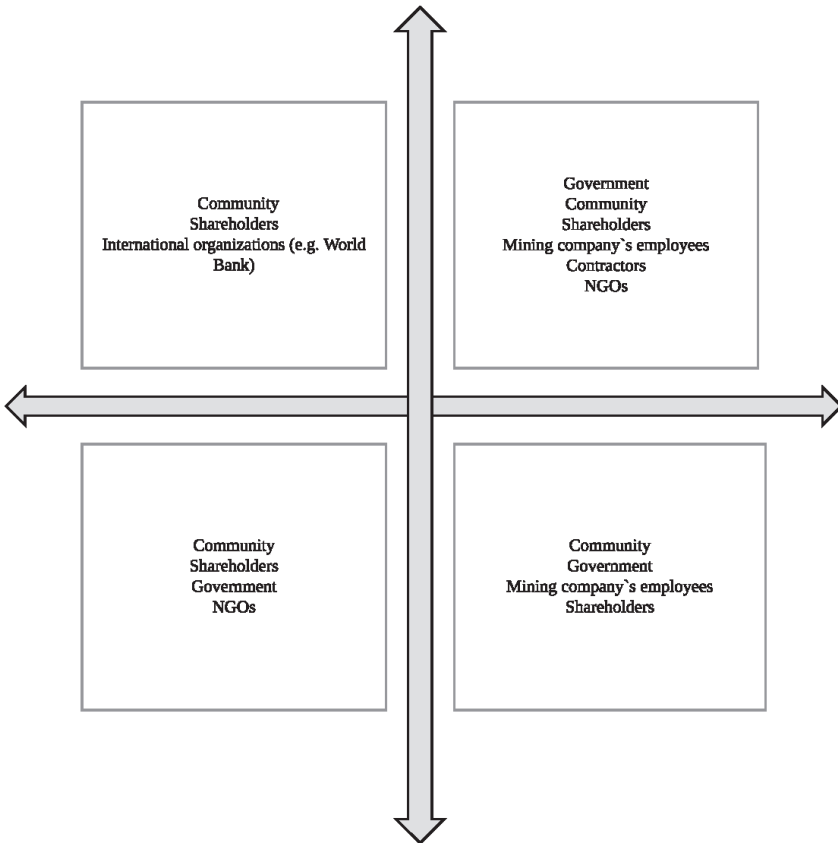 Community
Shareholders
International organizations (e.g. World
Bank)
Government
Community
Shareholders
Mining company`s employees
Contractors
NGOs
Community
Shareholders
Government
NGOs
Community
Government
Mining company`s employees
Shareholders